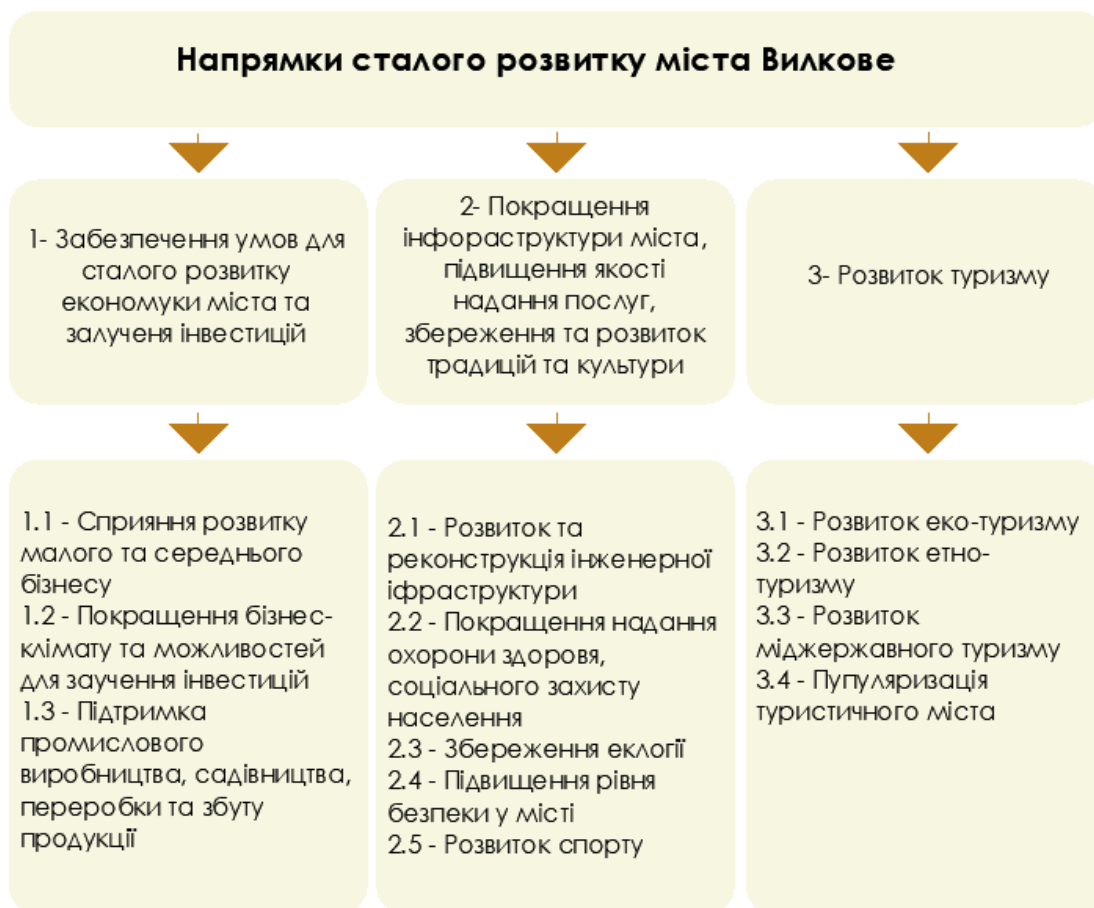 Напрямки сталого розвитку міста Вилкове
1- Забезпечення умов для
сталого розвитку
економуки міста та
залученя інвестицій
2- Покращення
інфораструктури міста,
підвищення якості
надання послуг,
збереження та розвиток
традицій та культури
3- Розвиток туризму
1.1 - Сприяння розвитку
малого та середнього
бізнесу
1.2 - Покращення бізнес-
клімату та можливостей
для заучення інвестицій
1.3 - Підтримка
промислового
виробництва, садівництва,
переробки та збуту
продукції
2.1 - Розвиток та
реконструкція інженерної
іфраструктури
2.2 - Покращення надання
охорони здоровя,
соціального захисту
населення
2.3 - Збереження еклогії
2.4 - Підвищення рівня
безпеки у місті
2.5 - Розвиток спорту
3.1 - Розвиток еко-туризму
3.2 - Розвиток етно-
туризму
3.3 - Розвиток
міджержавного туризму
3.4 - Пупуляризація
туристичного міста